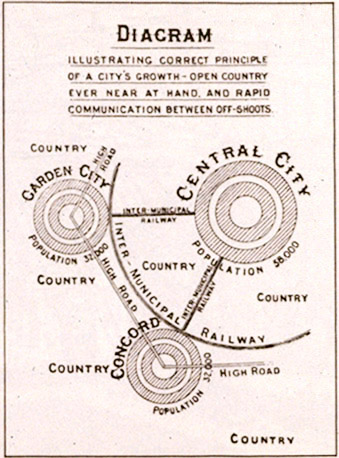 DIAGRAM
ILLUSTRATING CORRECT PRINCIPLE
OF A CITY'S GROWTH - OPEN COUNTRY
EVER NEAR AT HAND, AND RAPID
COMMUNICATION BETWEEN OFF-SHOOTS.
COUNTRY
HIGH ROAD
GARDEN CITY
POPULATION 32,000
CENTRAL CITY
POPULATION 58,000
INTER-MUNICIPAL
RAILWAY
COUNTRY
COUNTRY
INTER-MUNICIPAL
RAILWAY
COUNTRY
HIGH ROAD
INTER-MUNICIPAL RAILWAY
COUNTRY
CONCORD
POPULATION 32,000
HIGH ROAD
COUNTRY